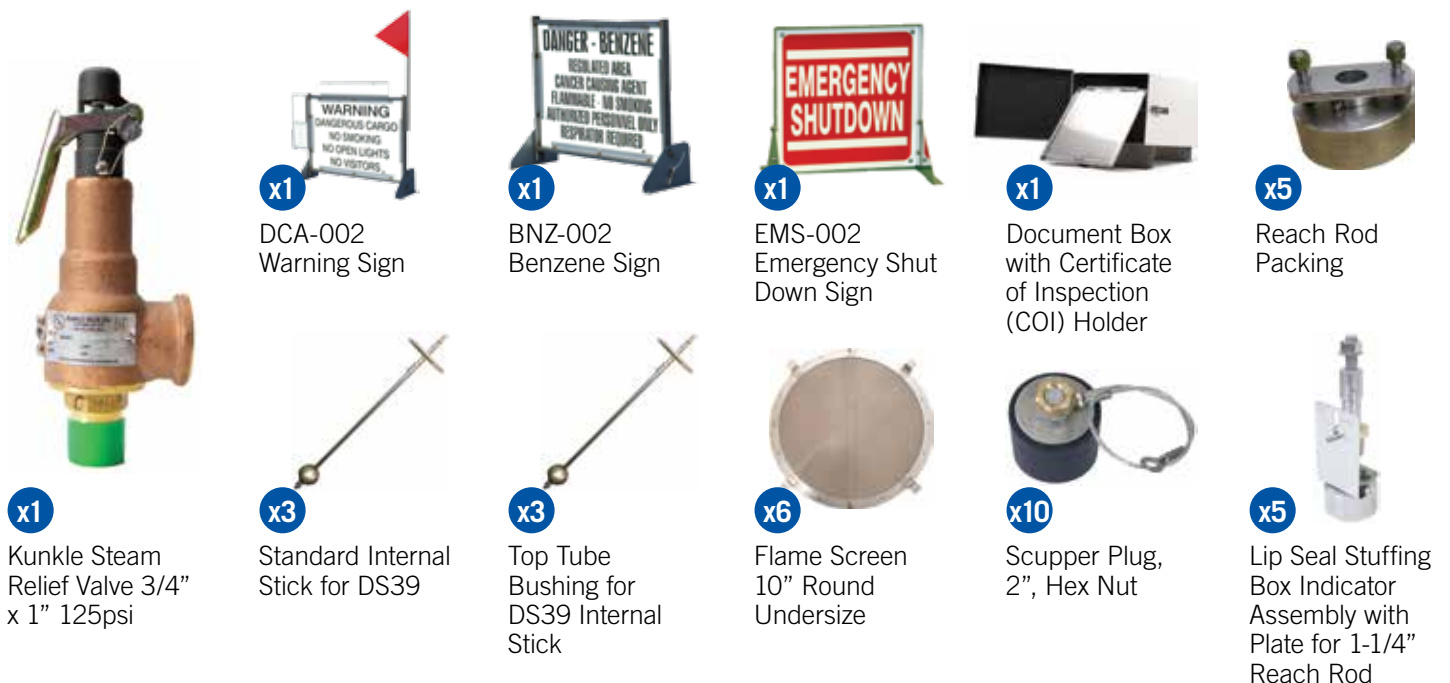 WARNING
DANGEROUS CARGO
NO SMOKING
NO OPEN LIGHTS
NO VISITORS
x1
DCA-002
Warning Sign
DANGER - BENZENE
REGULATED AREA
CANCER CAUSING AGENT
FLAMMABLE - NO SMOKING
AUTHORIZED PERSONNEL ONLY
RESPIRATOR REQUIRED
x1
BNZ-002
Benzene Sign
EMERGENCY
SHUTDOWN
x1
EMS-002
Emergency Shut
Down Sign
x1
Document Box
with Certificate
of Inspection
(COI) Holder
x5
Reach Rod
Packing
x1
Kunkle Steam
Relief Valve 3/4”
x 1” 125psi
x3
Standard Internal
Stick for DS39
x3
Top Tube
Bushing for
DS39 Internal
Stick
x6
Flame Screen
10” Round
Undersize
x10
Scupper Plug,
2”, Hex Nut
x5
Lip Seal Stuffing
Box Indicator
Assembly with
Plate for 1-1/4”
Reach Rod